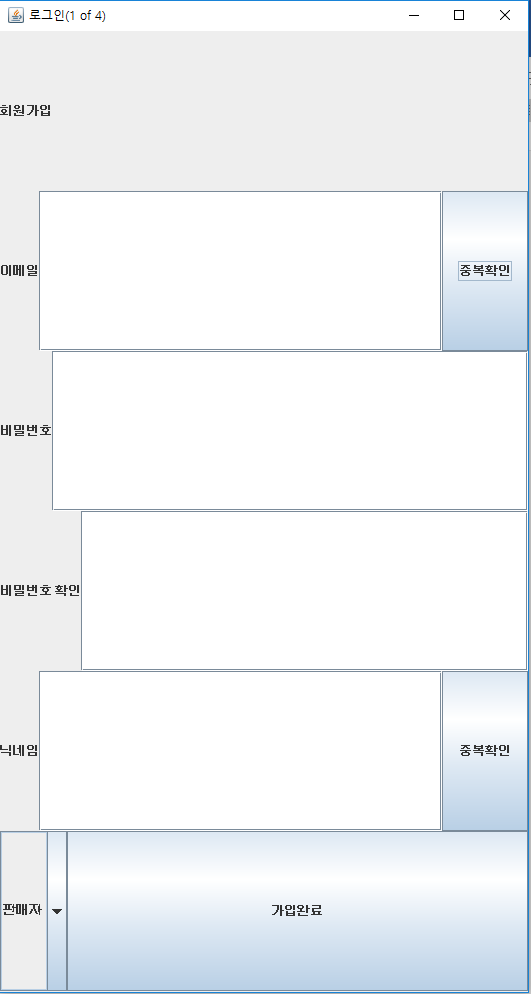 로그인(1 of 4)
회원가입
이메일 중복확인
비밀번호
비밀번호 확인
닉네임 중복확인
판매자 가입완료